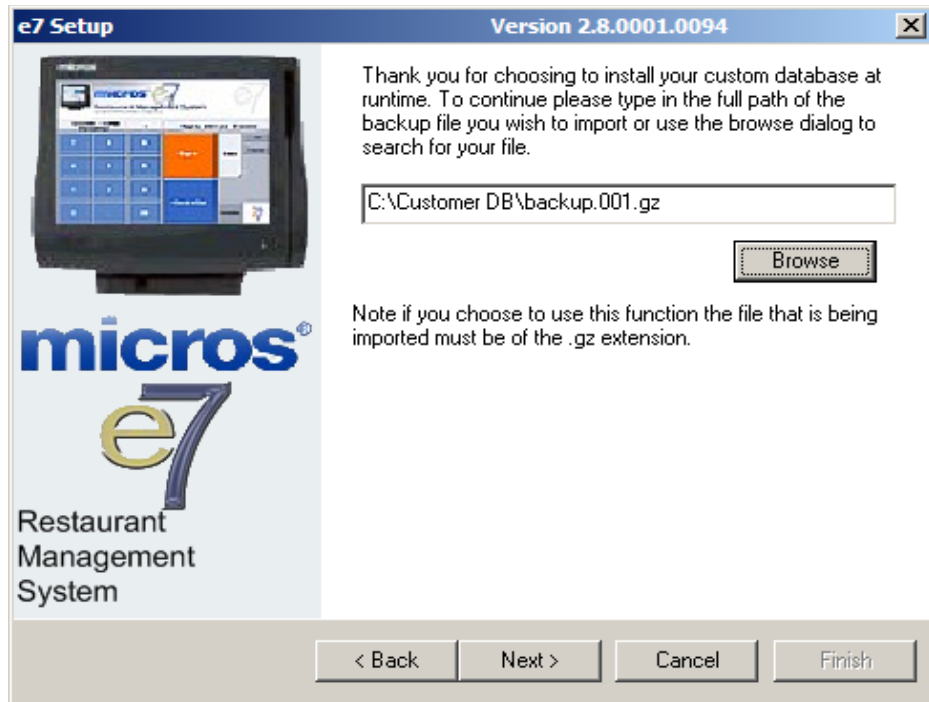 e7 Setup
Version 2.8.0001.0094
Thank you for choosing to install your custom database at
runtime. To continue please type in the full path of the
backup file you wish to import or use the browse dialog to
search for your file.
C:\Customer DB\backup.001.gz
Browse
Note if you choose to use this function the file that is being
imported must be of the .gz extension.
micros®
e7
Restaurant
Management
System
< Back
Next >
Cancel
Finish